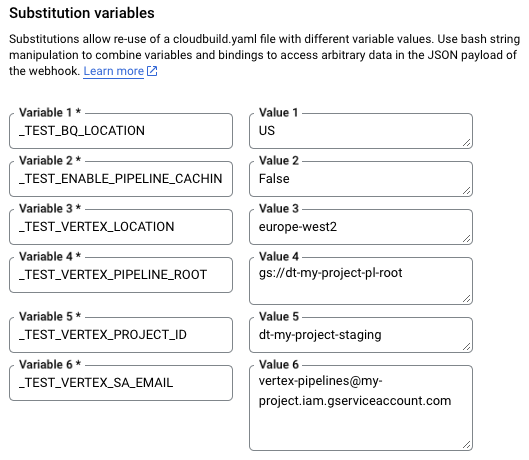 Substitution variables
Substitutions allow re-use of a cloudbuild.yaml file with different variable values. Use bash string
manipulation to combine variables and bindings to access arbitrary data in the JSON payload of
the webhook. Learn more
Variable 1 * Value 1
_TEST_BQ_LOCATION US
Variable 2 * Value 2
_TEST_ENABLE_PIPELINE_CACHIN False
Variable 3 * Value 3
_TEST_VERTEX_LOCATION europe-west2
Variable 4 * Value 4
_TEST_VERTEX_PIPELINE_ROOT gs://dt-my-project-pl-root
Variable 5 * Value 5
_TEST_VERTEX_PROJECT_ID dt-my-project-staging
Variable 6 * Value 6
_TEST_VERTEX_SA_EMAIL vertex-pipelines@my-
project.iam.gserviceaccount.com